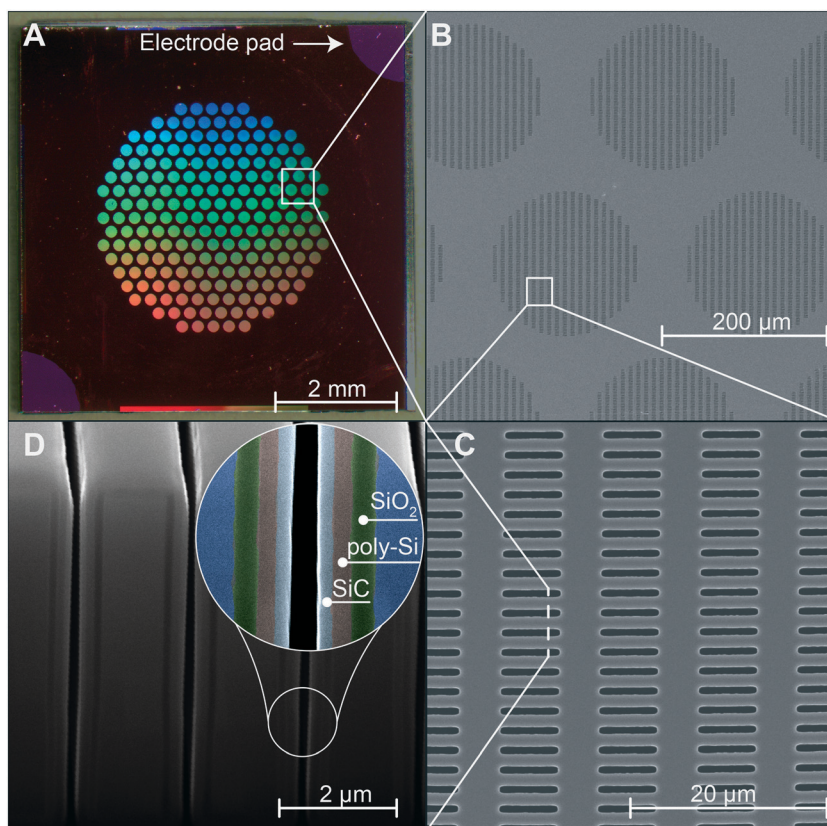 A
Electrode pad
2 mm
B
200 µm
D
SiO₂
poly-Si
SiC
2 µm
C
20 µm